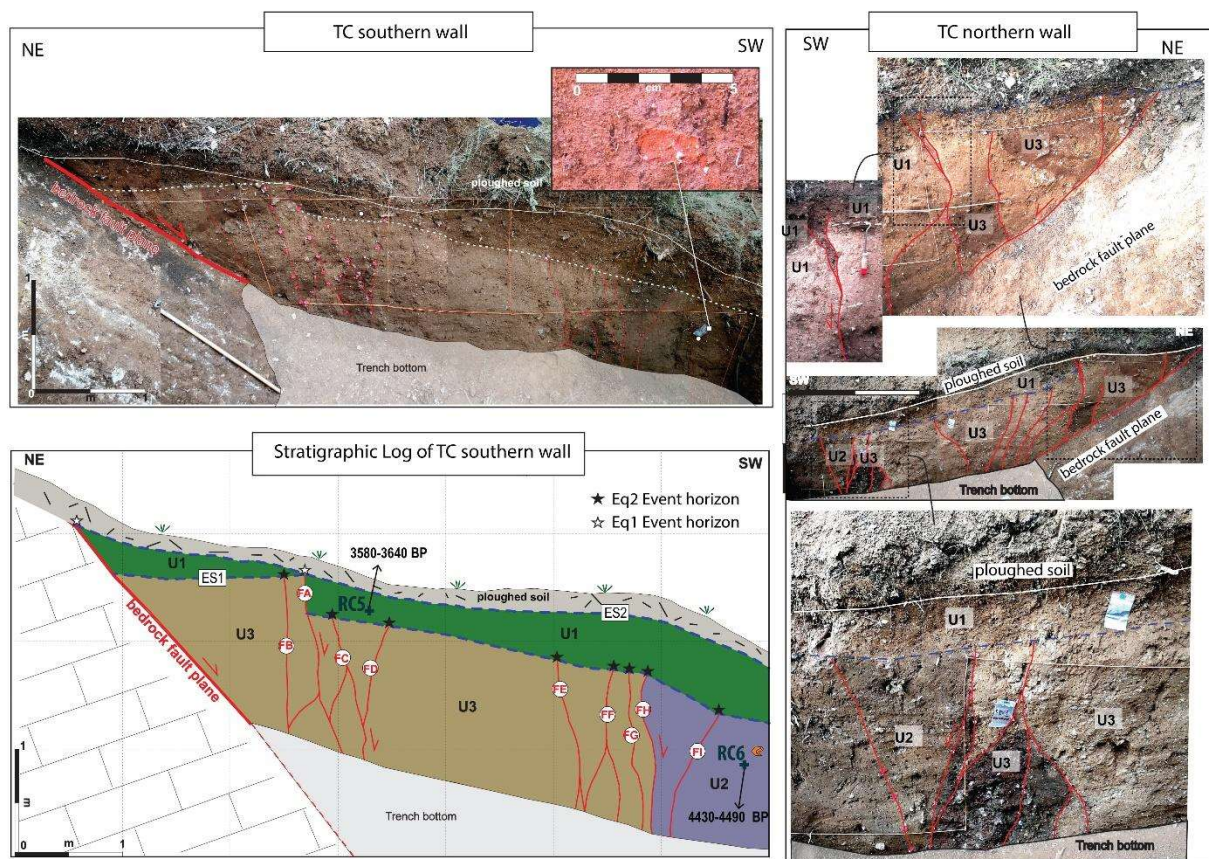 TC southern wall
NE
SW
0
5
cm
ploughed soil
bedrock fault plane
1
m
0
m
1
Trench bottom
Stratigraphic Log of TC southern wall
NE
SW
★ Eq2 Event horizon
☆ Eq1 Event horizon
3580-3640 BP
U1
ES1
FA
RC5
ploughed soil
ES2
U1
bedrock fault plane
U3
FB
FC
FD
U3
FE
FF
FG
FH
FI
RC6
U2
4430-4490 BP
Trench bottom
1
m
0
m
1
TC northern wall
SW
NE
U1
U3
U1
U1
U1
U3
bedrock fault plane
SW
NE
ploughed soil
U1
U3
U2
U3
U3
bedrock fault plane
Trench bottom
ploughed soil
U1
U2
U3
U3
Trench bottom